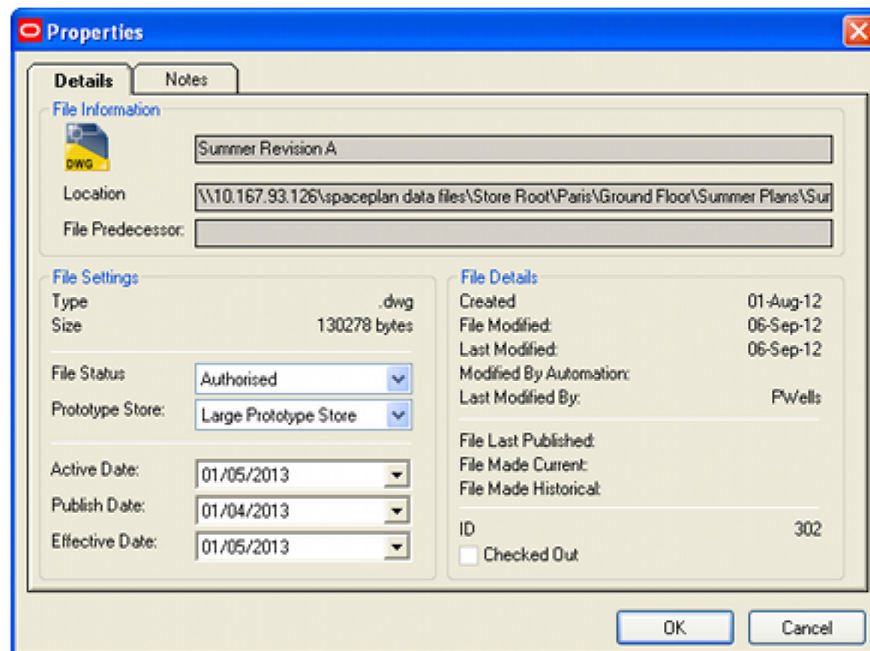 Properties
Details Notes
File Information
DWG
Summer Revision A
Location \\10.167.93.126\spaceplan data files\Store Root\Paris\Ground Floor\Summer Plans\Sur
File Predecessor:
File Settings
Type .dwg
Size 130278 bytes
File Status Authorised
Prototype Store: Large Prototype Store
Active Date: 01/05/2013
Publish Date: 01/04/2013
Effective Date: 01/05/2013
File Details
Created 01-Aug-12
File Modified: 06-Sep-12
Last Modified: 06-Sep-12
Modified By Automation:
Last Modified By: PWells
File Last Published:
File Made Current:
File Made Historical:
ID 302
Checked Out
OK Cancel